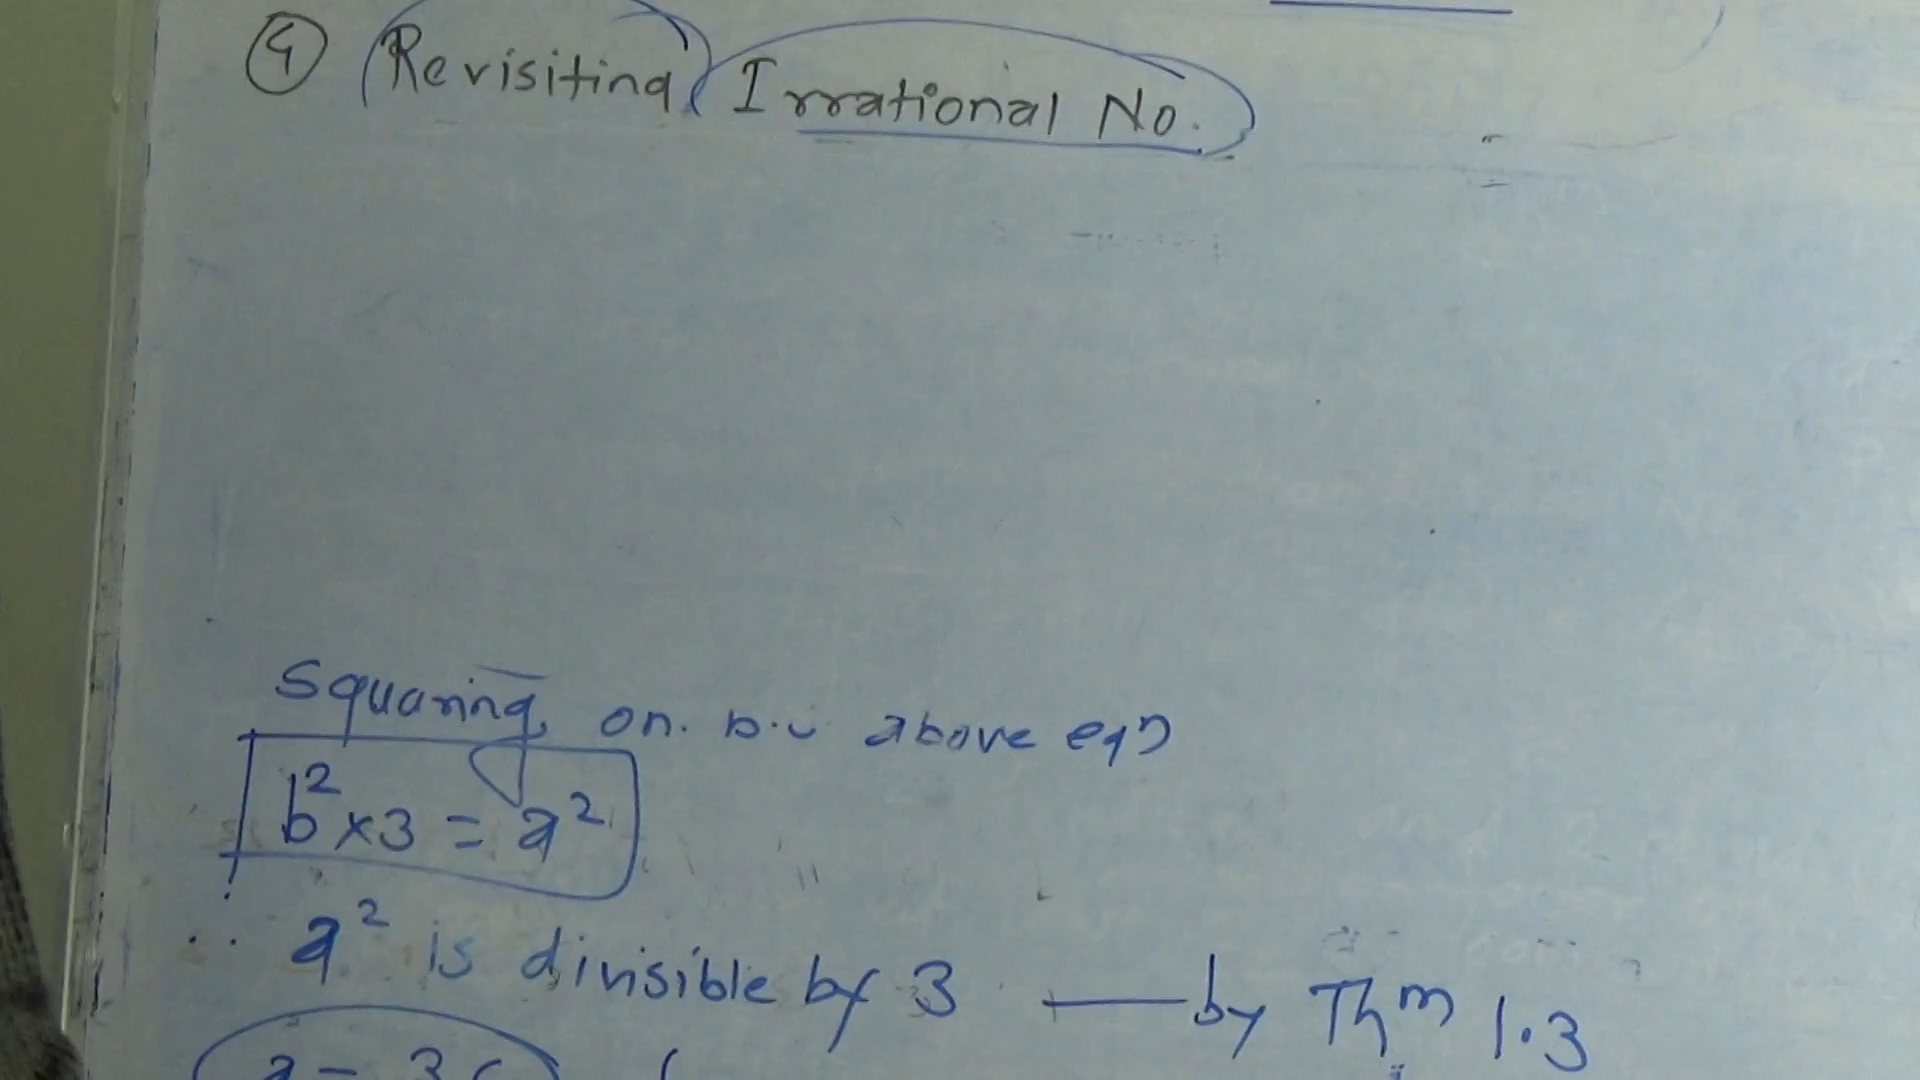 ④ Revisiting Irrational No.
Squaring on. b.s above eqn
b² × 3 = a²
∴ a² is divisible by 3 — by Thm 1.3
a = 3c